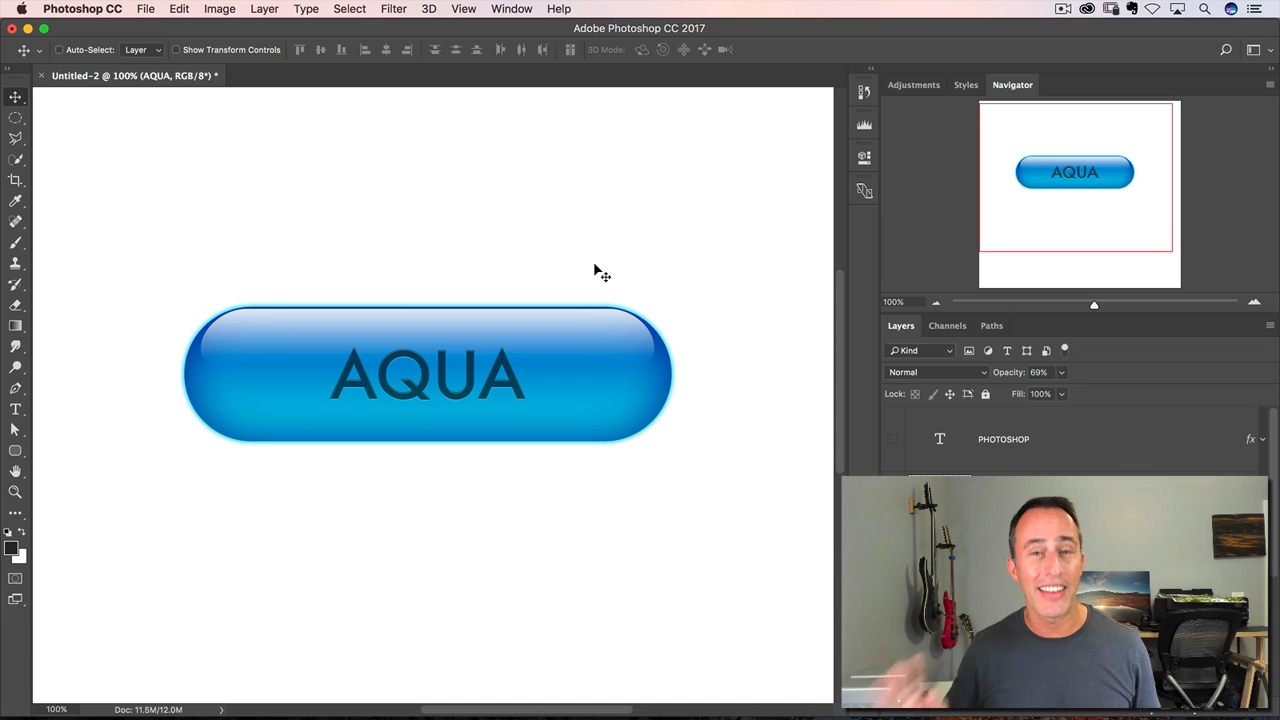 Photoshop CC File Edit Image Layer Type Select Filter 3D View Window Help
Adobe Photoshop CC 2017
Auto-Select: Layer Show Transform Controls 3D Mode:
Untitled-2 @ 100% (AQUA, RGB/8*) *
Adjustments Styles Navigator
AQUA
100%
Layers Channels Paths
Kind
Normal Opacity: 69%
Lock: Fill: 100%
T PHOTOSHOP fx
AQUA
100% Doc: 11.5M/12.0M